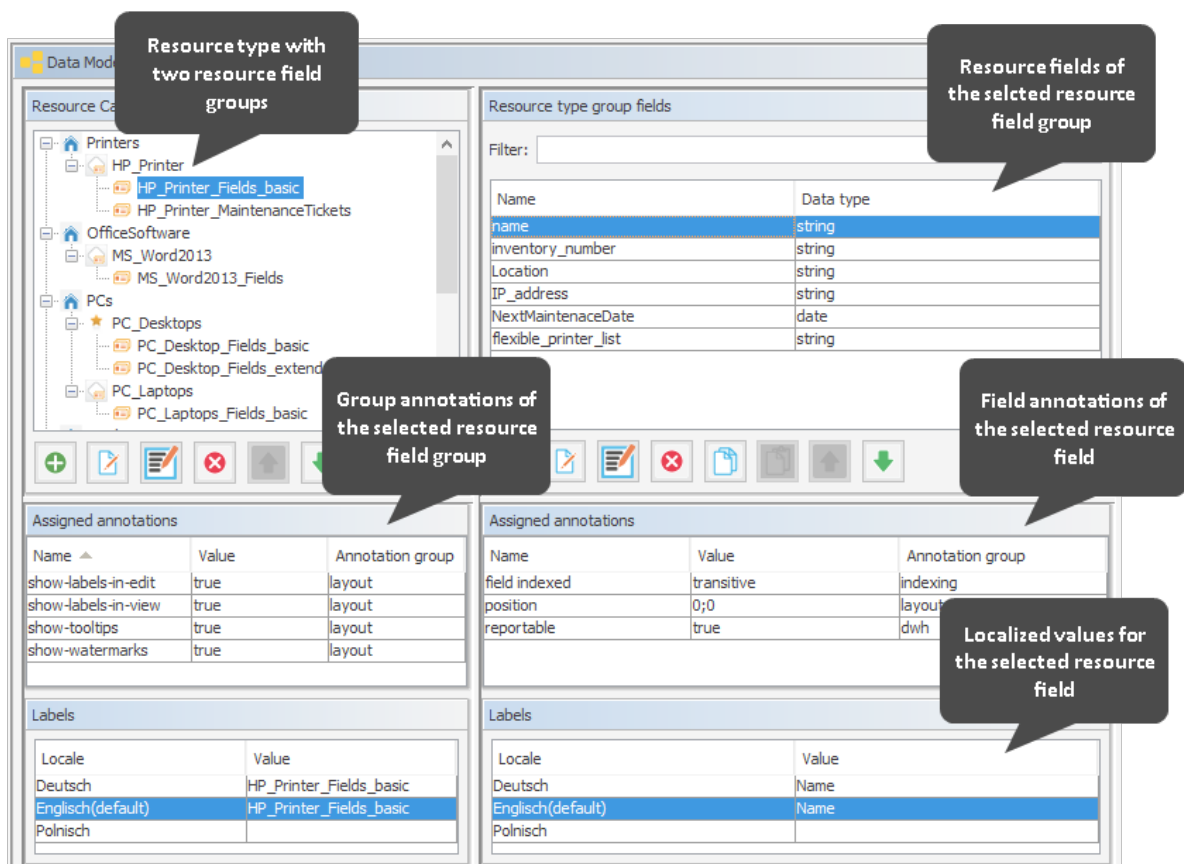 Resource type with
two resource field
groups
Resource fields of
the selcted resource
field group
Data Mode
Resource Ca
Printers
HP_Printer
HP_Printer_Fields_basic
HP_Printer_MaintenanceTickets
OfficeSoftware
MS_Word2013
MS_Word2013_Fields
PCs
PC_Desktops
PC_Desktop_Fields_basic
PC_Desktop_Fields_extend
PC_Laptops
PC_Laptops_Fields_basic
Resource type group fields
Filter:
Name Data type
name string
inventory_number string
Location string
IP_address string
NextMaintenaceDate date
flexible_printer_list string
Group annotations of
the selected resource
field group
Field annotations of
the selected resource
field
Assigned annotations
Name Value Annotation group
show-labels-in-edit true layout
show-labels-in-view true layout
show-tooltips true layout
show-watermarks true layout
Assigned annotations
Name Value Annotation group
field indexed transitive indexing
position 0;0 layout
reportable true dwh
Localized values for
the selected resource
field
Labels
Locale Value
Deutsch HP_Printer_Fields_basic
Englisch(default) HP_Printer_Fields_basic
Polnisch
Labels
Locale Value
Deutsch Name
Englisch(default) Name
Polnisch